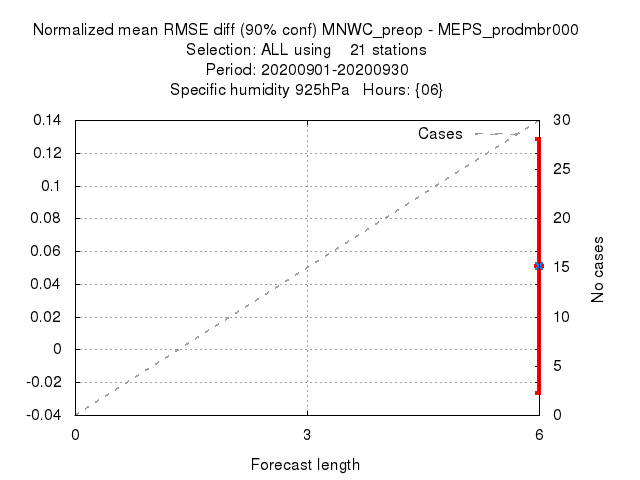 Normalized mean RMSE diff (90% conf) MNWC_preop - MEPS_prodmbr000
Selection: ALL using    21 stations
Period: 20200901-20200930
Specific humidity 925hPa   Hours: {06}
Cases
0.14
0.12
0.1
0.08
0.06
0.04
0.02
0
-0.02
-0.04
30
25
20
15
10
5
0
No cases
0 3 6
Forecast length